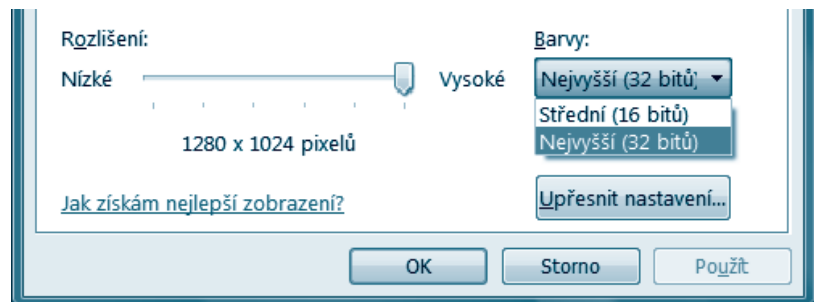 Rozlišení:
Barvy:
Nízké
Vysoké
Nejvyšší (32 bitů)
Střední (16 bitů)
1280 x 1024 pixelů
Nejvyšší (32 bitů)
Jak získám nejlepší zobrazení?
Upřesnit nastavení...
OK
Storno
Použít